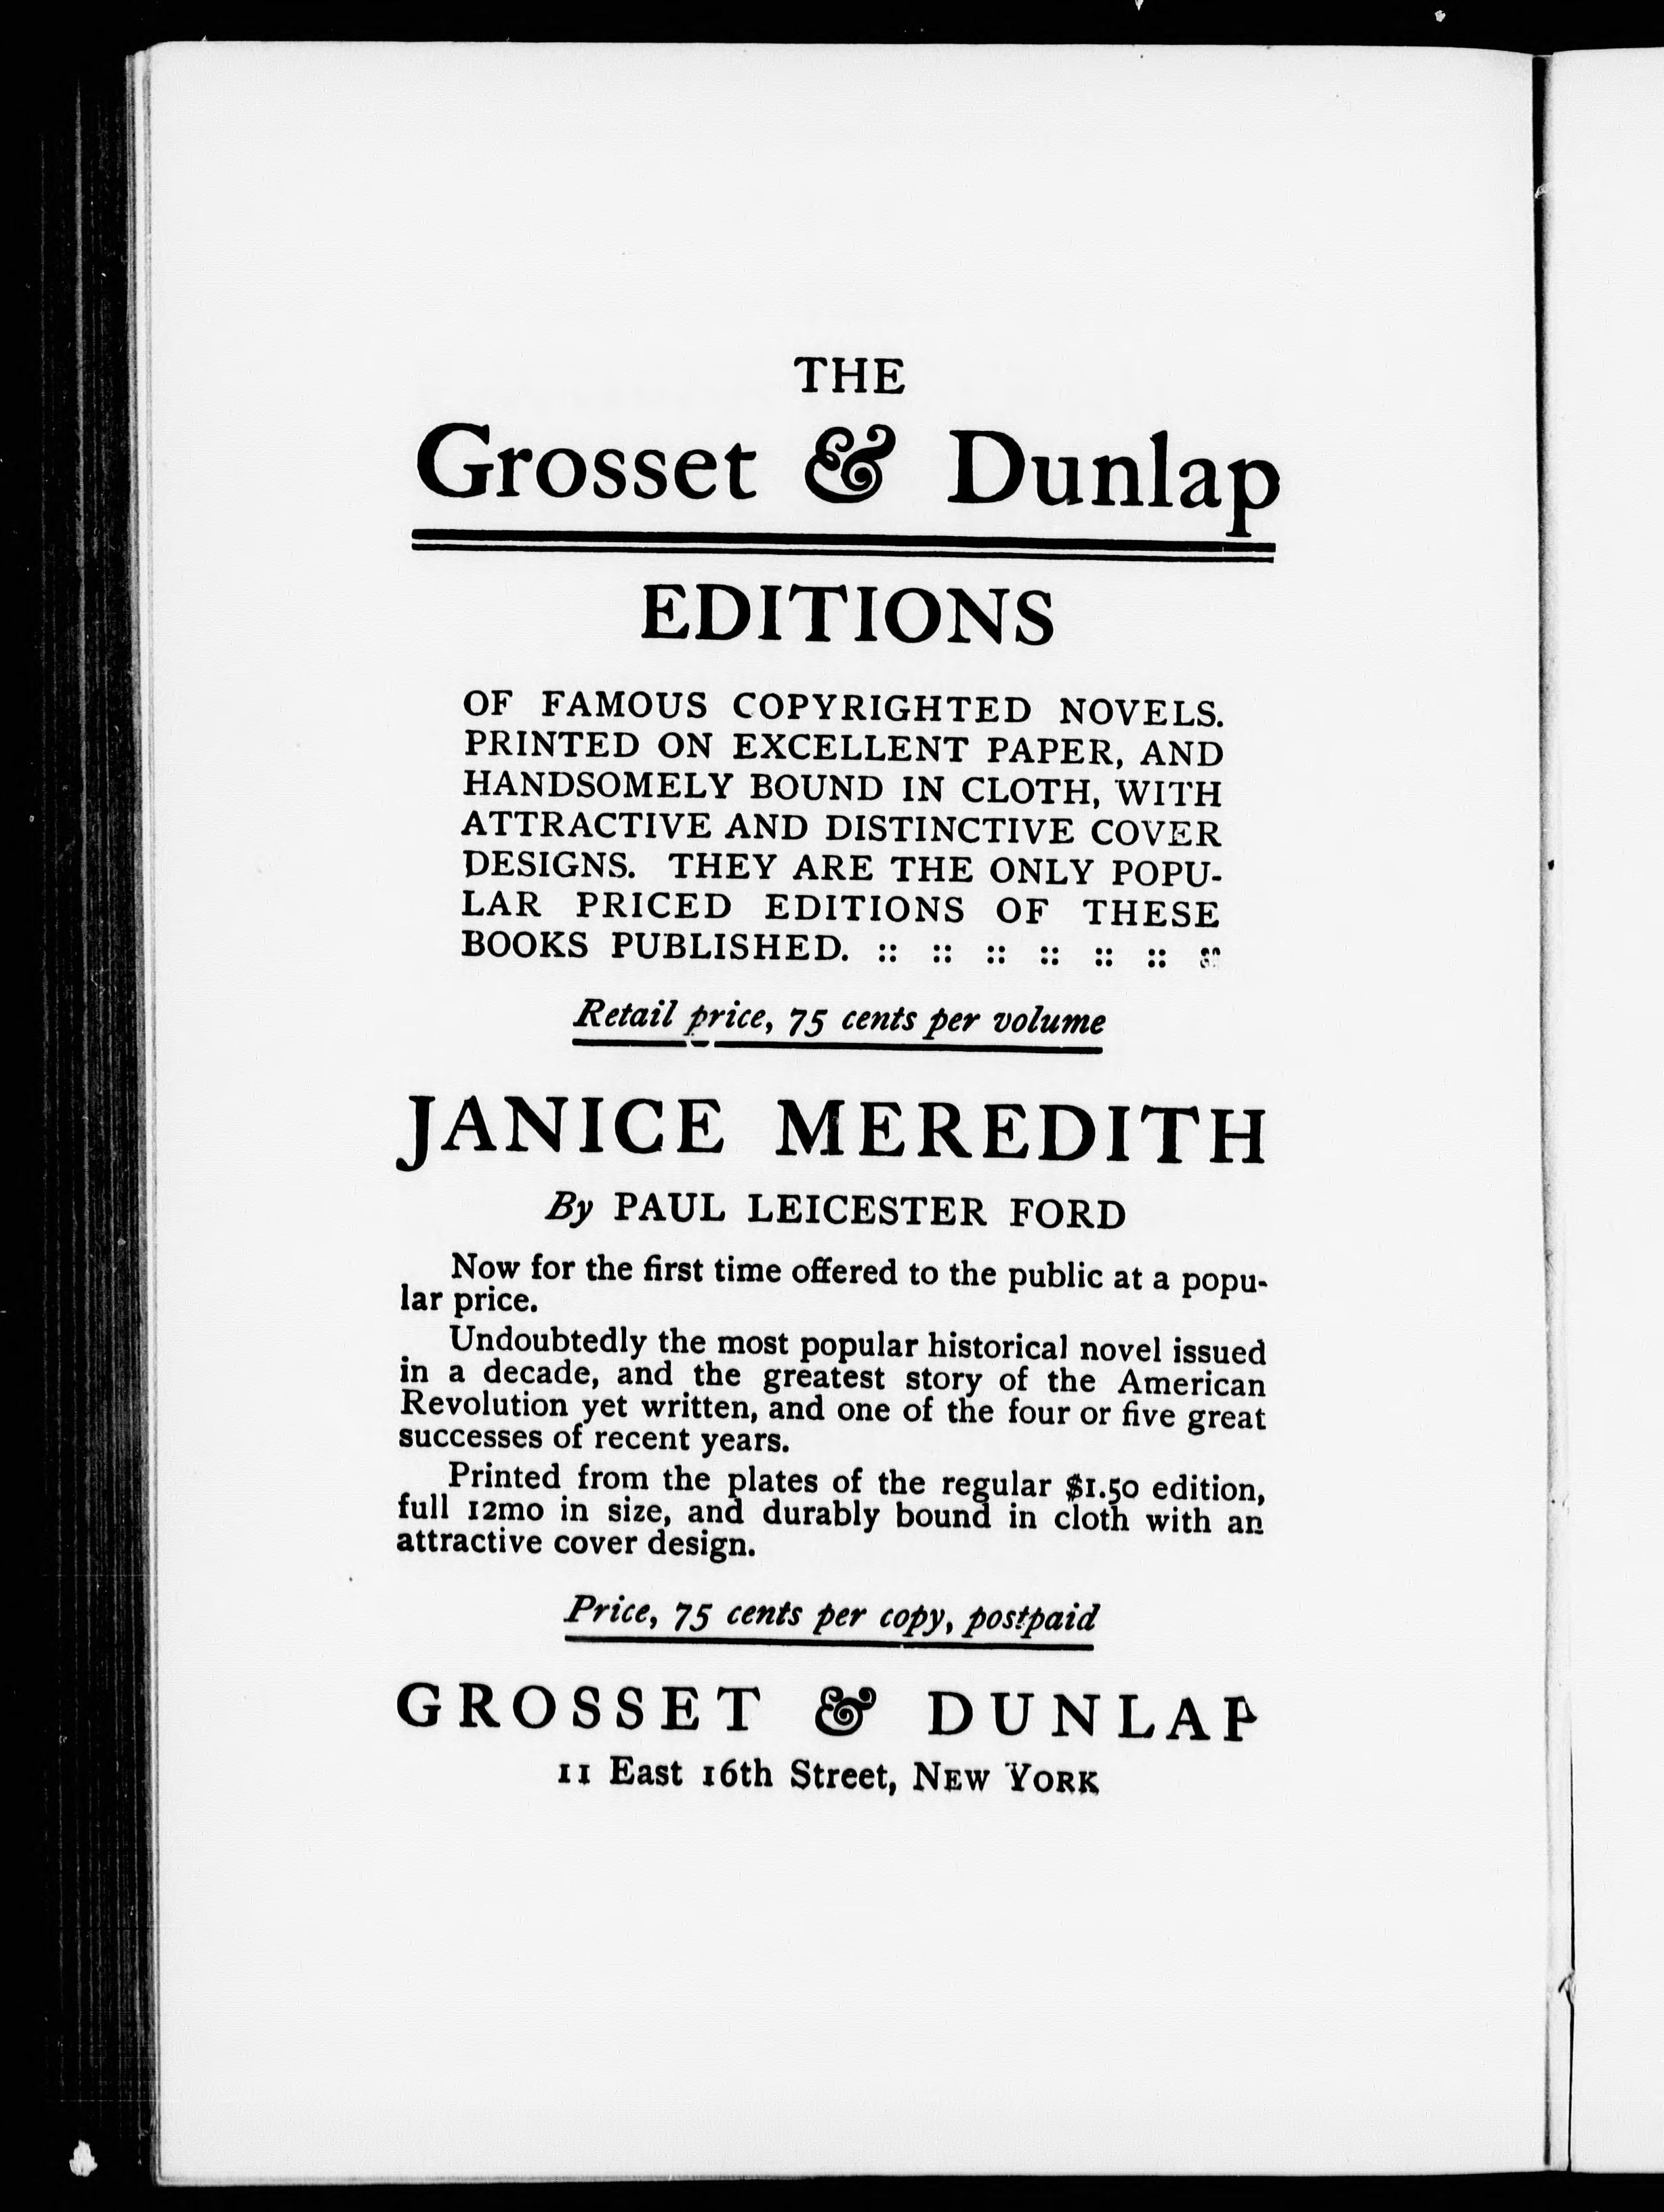 THE
Grosset & Dunlap
EDITIONS
OF FAMOUS COPYRIGHTED NOVELS.
PRINTED ON EXCELLENT PAPER, AND
HANDSOMELY BOUND IN CLOTH, WITH
ATTRACTIVE AND DISTINCTIVE COVER
DESIGNS. THEY ARE THE ONLY POPU-
LAR PRICED EDITIONS OF THESE
BOOKS PUBLISHED. :: :: :: :: :: :: ::
Retail price, 75 cents per volume
JANICE MEREDITH
By PAUL LEICESTER FORD
Now for the first time offered to the public at a popu-
lar price.
Undoubtedly the most popular historical novel issued
in a decade, and the greatest story of the American
Revolution yet written, and one of the four or five great
successes of recent years.
Printed from the plates of the regular $1.50 edition,
full 12mo in size, and durably bound in cloth with an
attractive cover design.
Price, 75 cents per copy, postpaid
GROSSET & DUNLAP
11 East 16th Street, NEW YORK